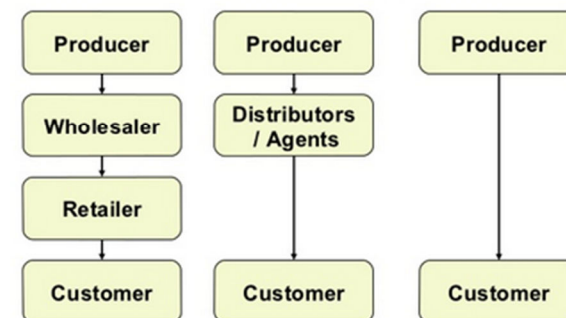 Producer
Wholesaler
Retailer
Customer
Producer
Distributors
/ Agents
Customer
Producer
Customer